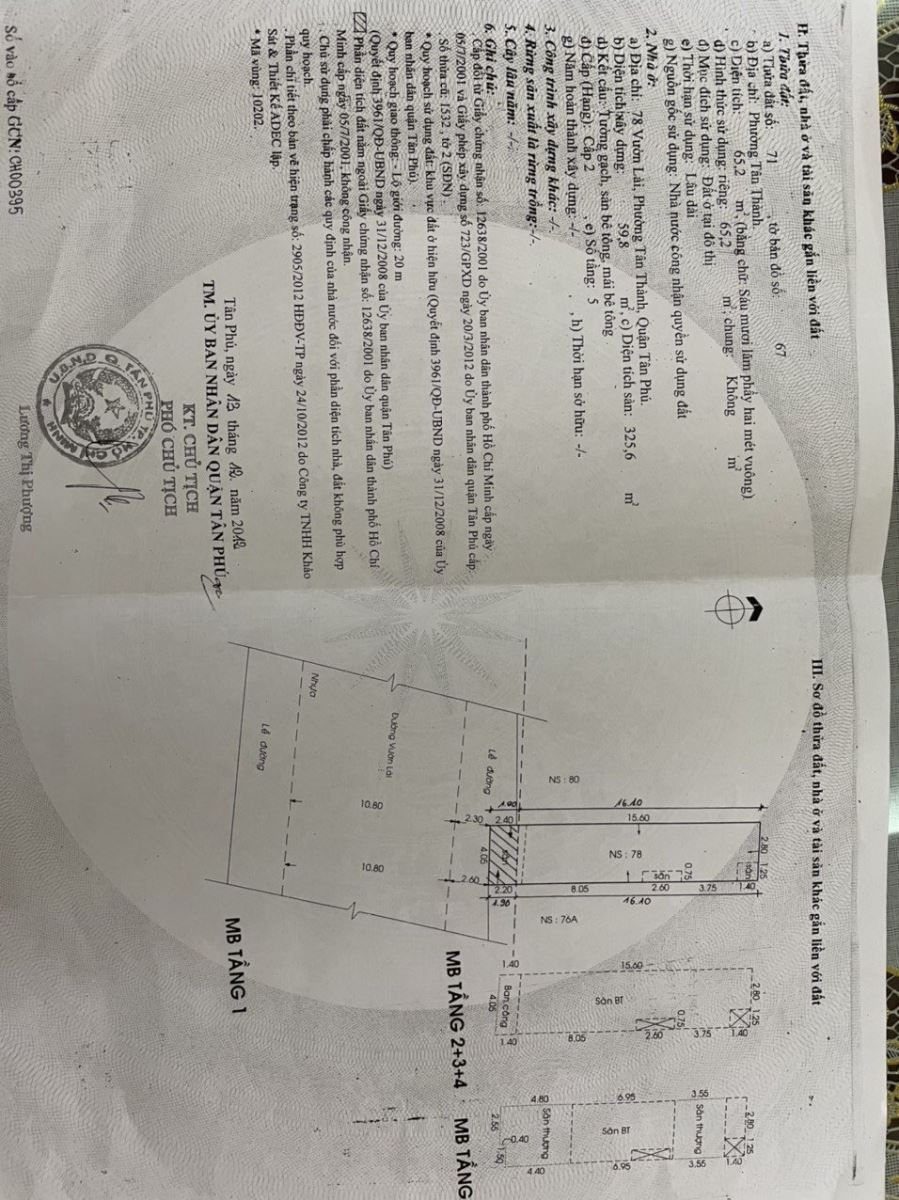 II. Thửa đất, nhà ở và tài sản khác gắn liền với đất
1. Thửa đất:
a) Thửa đất số: 71 , tờ bản đồ số: 67
b) Địa chỉ: Phường Tân Thành.
c) Diện tích: 65,2 m², (bằng chữ: Sáu mươi lăm phẩy hai mét vuông)
d) Hình thức sử dụng: riêng: 65,2 m²; chung: Không m²
đ) Mục đích sử dụng: Đất ở tại đô thị
e) Thời hạn sử dụng: Lâu dài
g) Nguồn gốc sử dụng: Nhà nước công nhận quyền sử dụng đất
2. Nhà ở:
a) Địa chỉ: 78 Vườn Lài, Phường Tân Thành, Quận Tân Phú.
b) Diện tích xây dựng: 59,8 m², c) Diện tích sàn: 325,6 m²
d) Kết cấu: Tường gạch, sàn bê tông, mái bê tông
đ) Cấp (Hạng): Cấp 2 , e) Số tầng: 5
g) Năm hoàn thành xây dựng: -/- , h) Thời hạn sở hữu: -/-
3. Công trình xây dựng khác: -/-.
4. Rừng sản xuất là rừng trồng:-/-.
5. Cây lâu năm: -/-.
6. Ghi chú:
. Cấp đổi từ Giấy chứng nhận số: 12638/2001 do Ủy ban nhân dân thành phố Hồ Chí Minh cấp ngày
05/7/2001 và Giấy phép xây dựng số 723/GPXD ngày 20/3/2012 do Ủy ban nhân dân quận Tân Phú cấp.
. Số thửa cũ: 1532 , tờ 2 (SĐN).
* Quy hoạch sử dụng đất: khu vực đất ở hiện hữu (Quyết định 3961/QĐ-UBND ngày 31/12/2008 của Ủy
ban nhân dân quận Tân Phú).
* Quy hoạch giao thông: - Lộ giới đường: 20 m
(Quyết định 3961/QĐ-UBND ngày 31/12/2008 của Ủy ban nhân dân quận Tân Phú)
Phần diện tích đất nằm ngoài Giấy chứng nhận số: 12638/2001 do Ủy ban nhân dân thành phố Hồ Chí
Minh cấp ngày 05/7/2001, không công nhận.
. Chủ sử dụng phải chấp hành các quy định của nhà nước đối với phần diện tích nhà, đất không phù hợp
quy hoạch.
. Phần chi tiết theo bản vẽ hiện trạng số: 2905/2012 HĐĐV-TP ngày 24/10/2012 do Công ty TNHH Khảo
Sát & Thiết Kế ADEC lập.
* Mã vùng: 10202.
Tân Phú, ngày 13 tháng 12 năm 2012
TM. ỦY BAN NHÂN DÂN QUẬN TÂN PHÚ
KT. CHỦ TỊCH
PHÓ CHỦ TỊCH
U.B.N.D Q. TÂN PHÚ T.P. HỒ CHÍ MINH
Lương Thị Phượng
Số vào sổ cấp GCN: CH00395
III. Sơ đồ thửa đất, nhà ở và tài sản khác gắn liền với đất
NS : 80
16.10
15.60
2.80
1.25
NS : 78
sân
sân
0.75
1.40
8.05
2.60
3.75
16.10
NS : 76A
1.90
2.40
2.30
4.05
sân
2.60
2.20
1.90
Lề đường
Đường Vườn Lài
10.80
10.80
Nhựa
Lề đường
MB TẦNG 1
1.40
15.60
2.80
1.25
Ban công
4.05
Sàn BT
0.75
1.40
8.05
2.60
3.75
1.40
MB TẦNG 2+3+4
4.80
6.95
3.55
2.80
1.25
2.55
0.40
1.50
Sân thượng
Sàn BT
Sân thượng
4.40
6.95
3.55
1.40
MB TẦNG